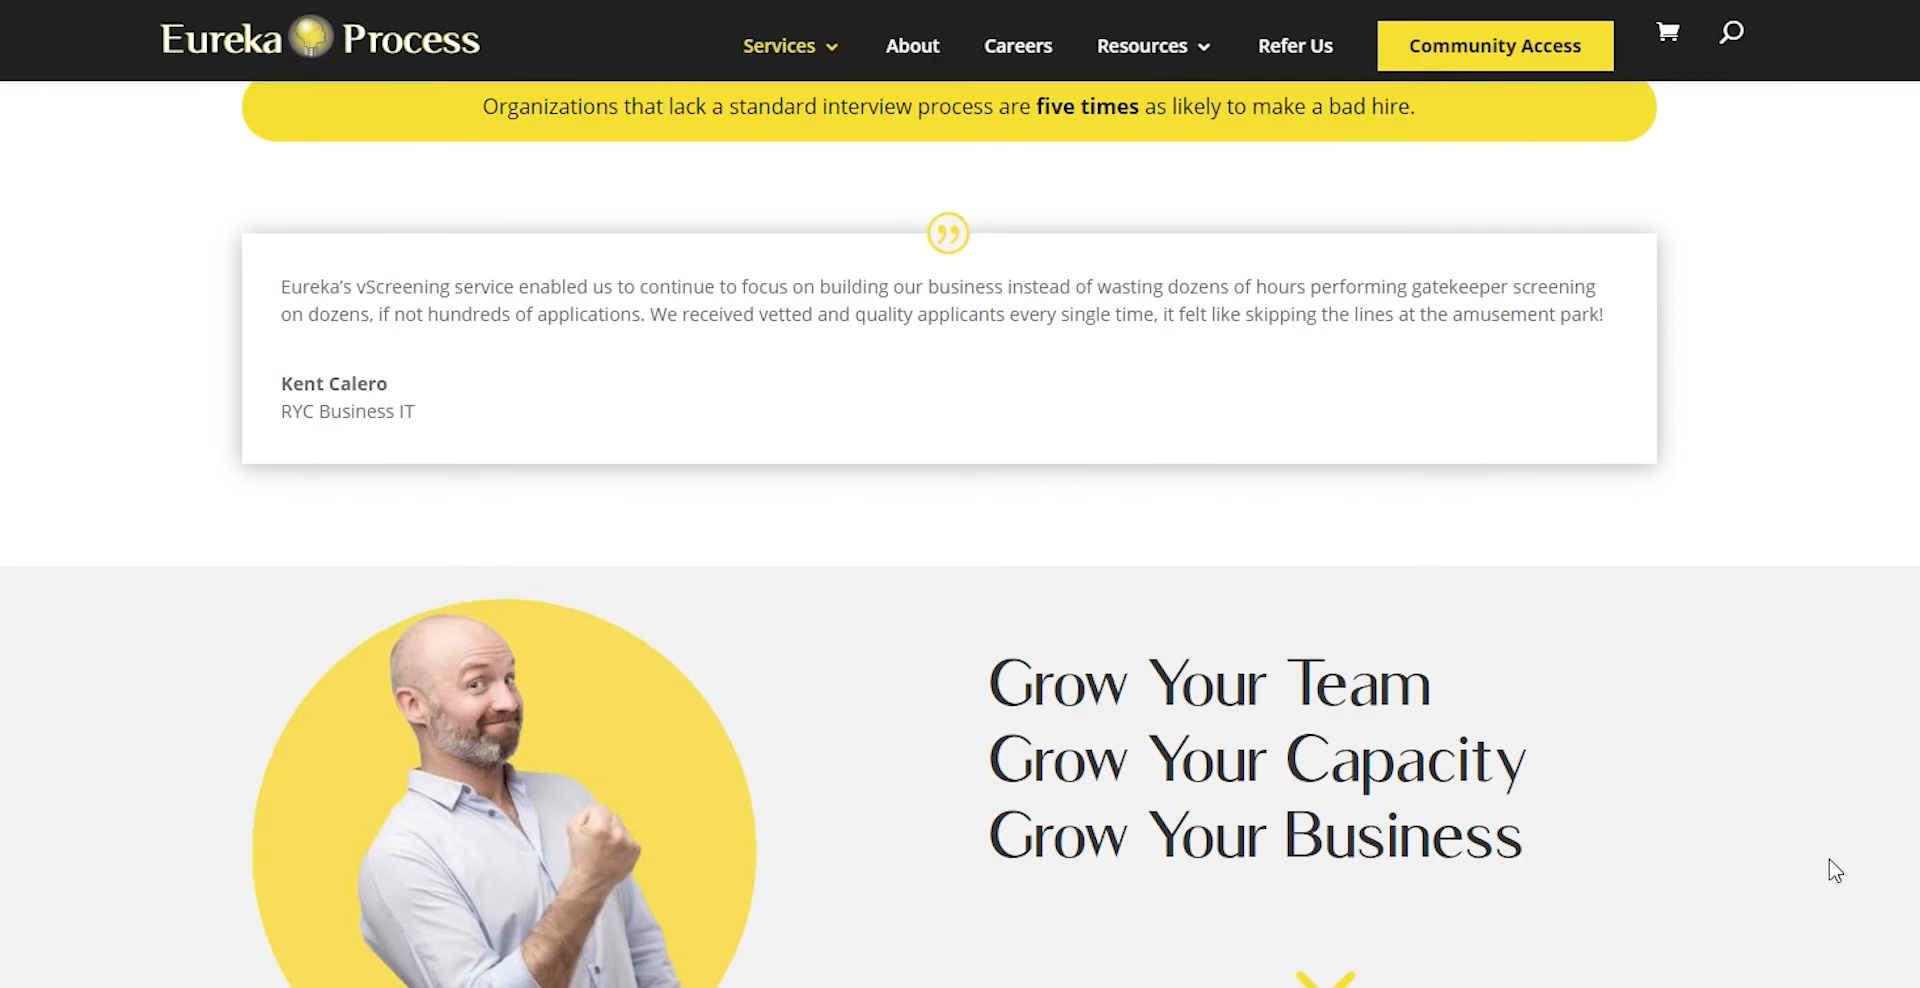 Eureka Process
Services
About
Careers
Resources
Refer Us
Community Access
Organizations that lack a standard interview process are five times as likely to make a bad hire.
Eureka’s vScreening service enabled us to continue to focus on building our business instead of wasting dozens of hours performing gatekeeper screening
on dozens, if not hundreds of applications. We received vetted and quality applicants every single time, it felt like skipping the lines at the amusement park!
Kent Calero
RYC Business IT
Grow Your Team
Grow Your Capacity
Grow Your Business